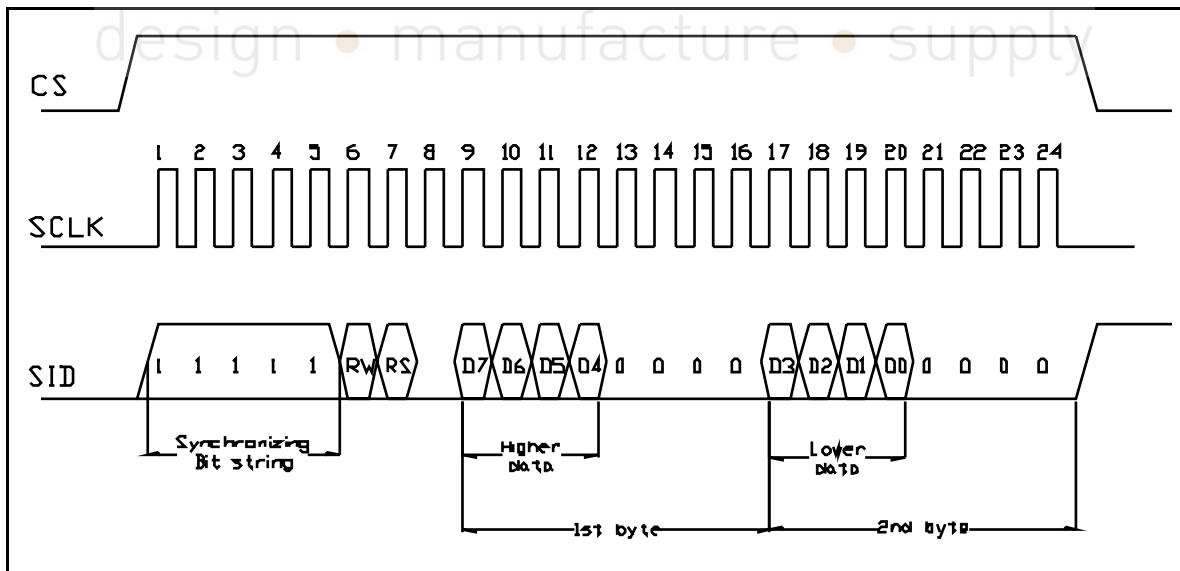 design • manufacture • supply
CS
1 2 3 4 5 6 7 8 9 10 11 12 13 14 15 16 17 18 19 20 21 22 23 24
SCLK
SID 1 1 1 1 1 RW RS D7 D6 D5 D4 0 0 0 0 D3 D2 D1 D0 0 0 0 0
Synchronizing
Bit string
Higher
data
Lower
data
1st byte
2nd byte